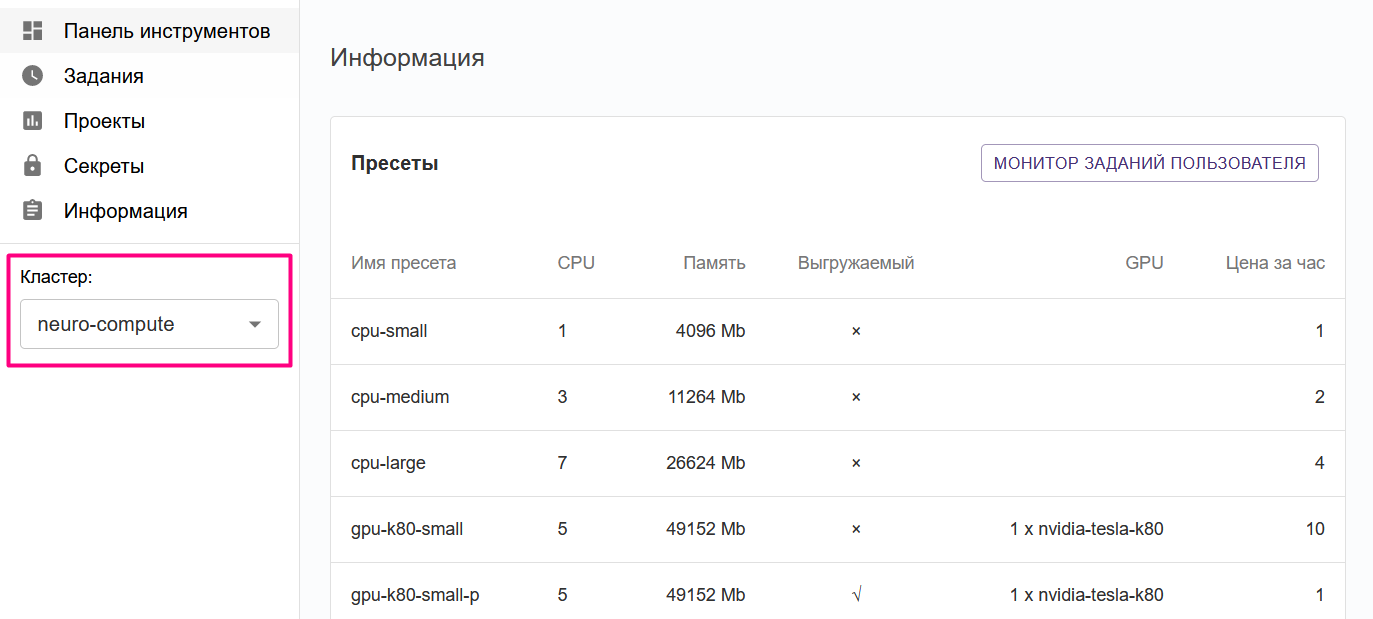 Панель инструментов
Задания
Проекты
Секреты
Информация
Кластер:
neuro-compute
Информация
Пресеты
МОНИТОР ЗАДАНИЙ ПОЛЬЗОВАТЕЛЯ
Имя пресета CPU Память Выгружаемый GPU Цена за час
cpu-small 1 4096 Mb × 1
cpu-medium 3 11264 Mb × 2
cpu-large 7 26624 Mb × 4
gpu-k80-small 5 49152 Mb × 1 x nvidia-tesla-k80 10
gpu-k80-small-p 5 49152 Mb √ 1 x nvidia-tesla-k80 1